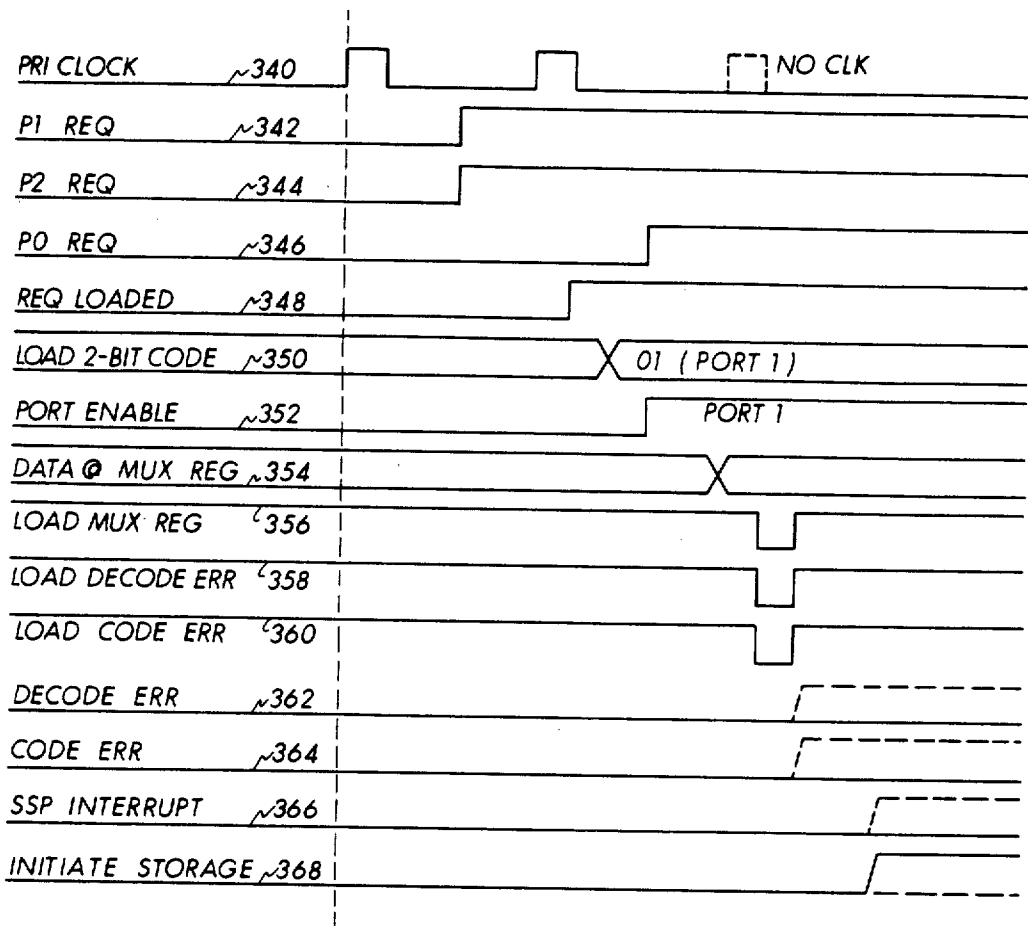 PRI CLOCK 340 NO CLK
P1 REQ 342
P2 REQ 344
PO REQ 346
REQ LOADED 348
LOAD 2-BIT CODE 350 01 (PORT 1)
PORT ENABLE 352 PORT 1
DATA @ MUX REG 354
LOAD MUX REG 356
LOAD DECODE ERR 358
LOAD CODE ERR 360
DECODE ERR 362
CODE ERR 364
SSP INTERRUPT 366
INITIATE STORAGE 368